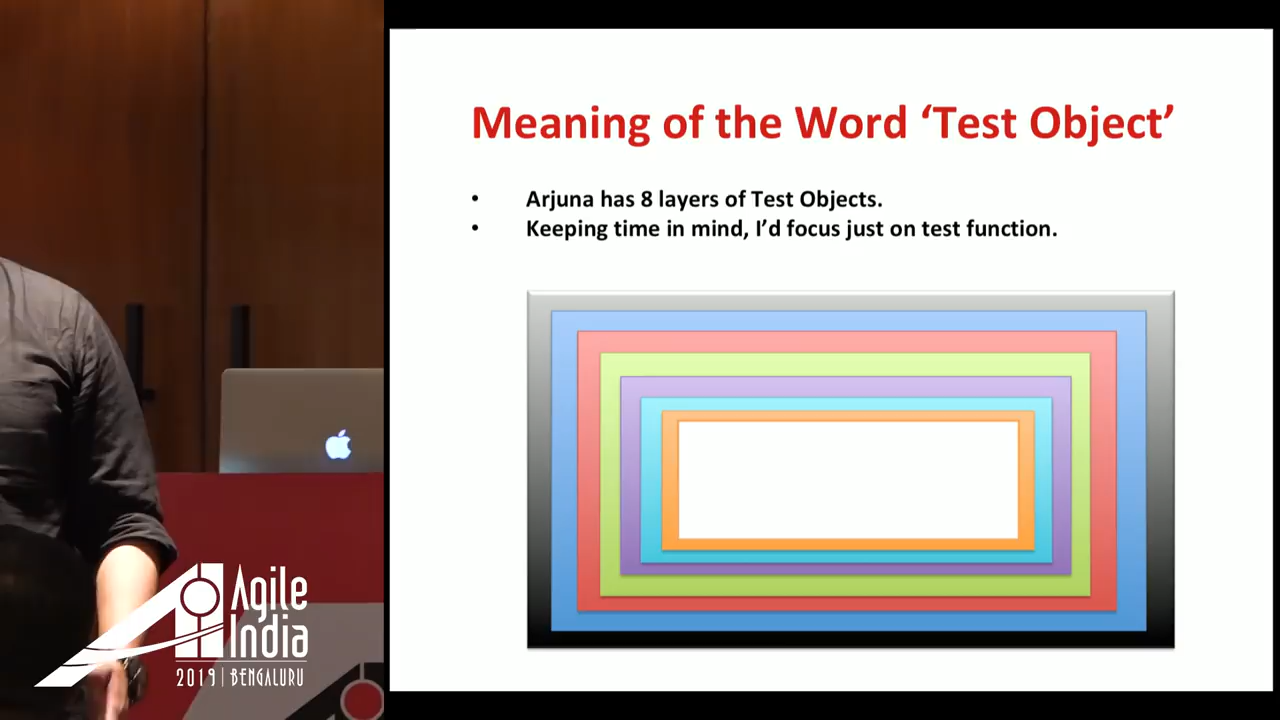 Meaning of the Word ‘Test Object’
• Arjuna has 8 layers of Test Objects.
• Keeping time in mind, I’d focus just on test function.
Agile
India
2019 | BENGALURU